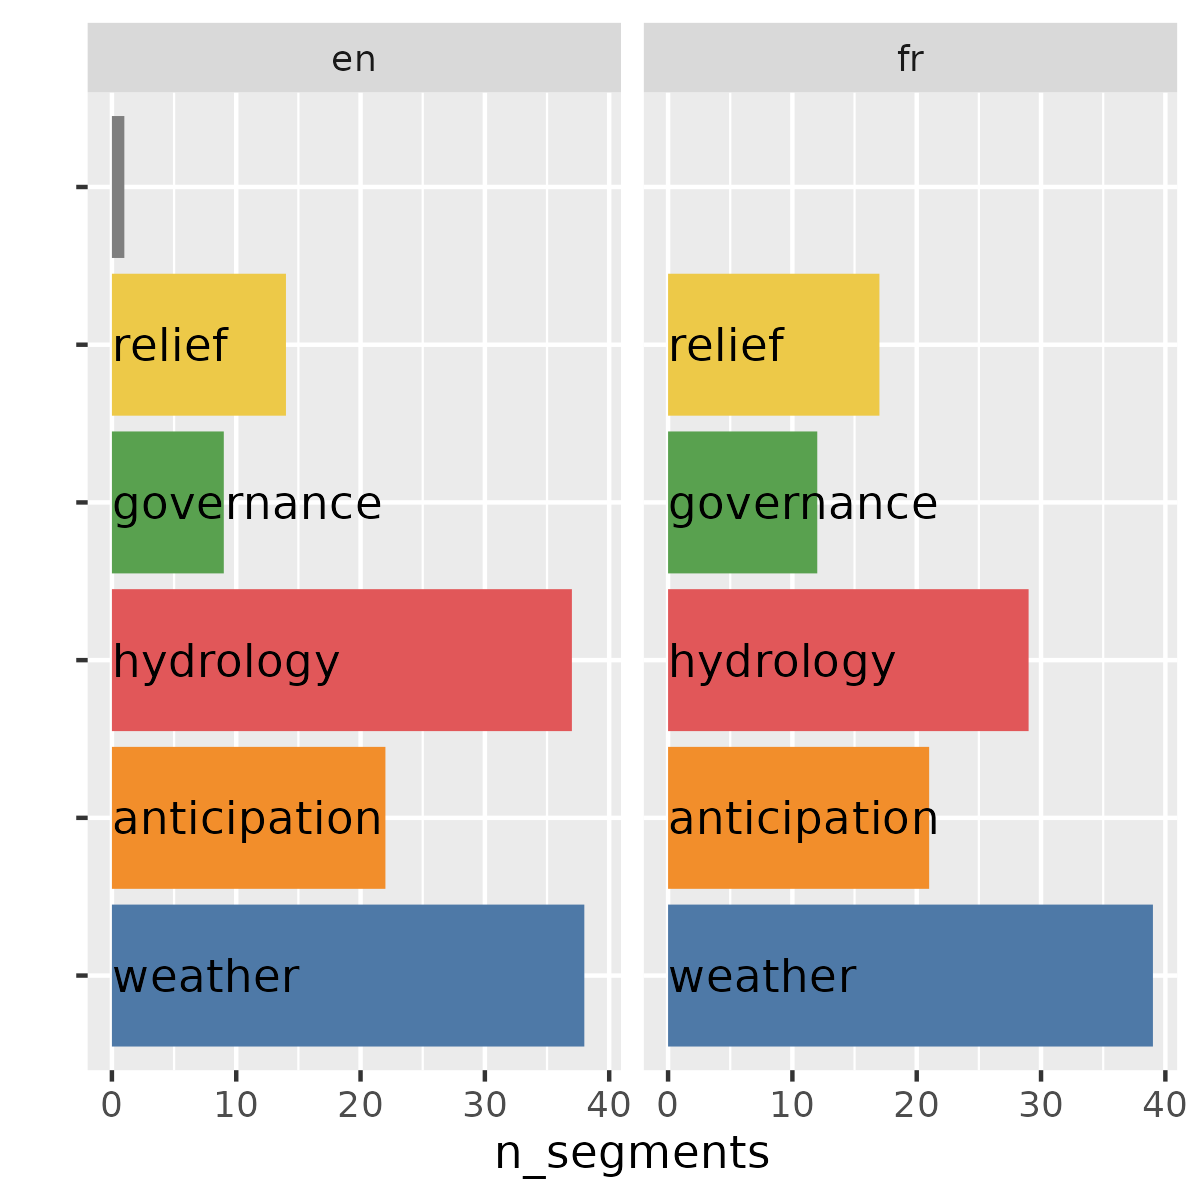 en
fr
relief
relief
governance
governance
hydrology
hydrology
anticipation
anticipation
weather
weather
0 10 20 30 40 0 10 20 30 40
n_segments